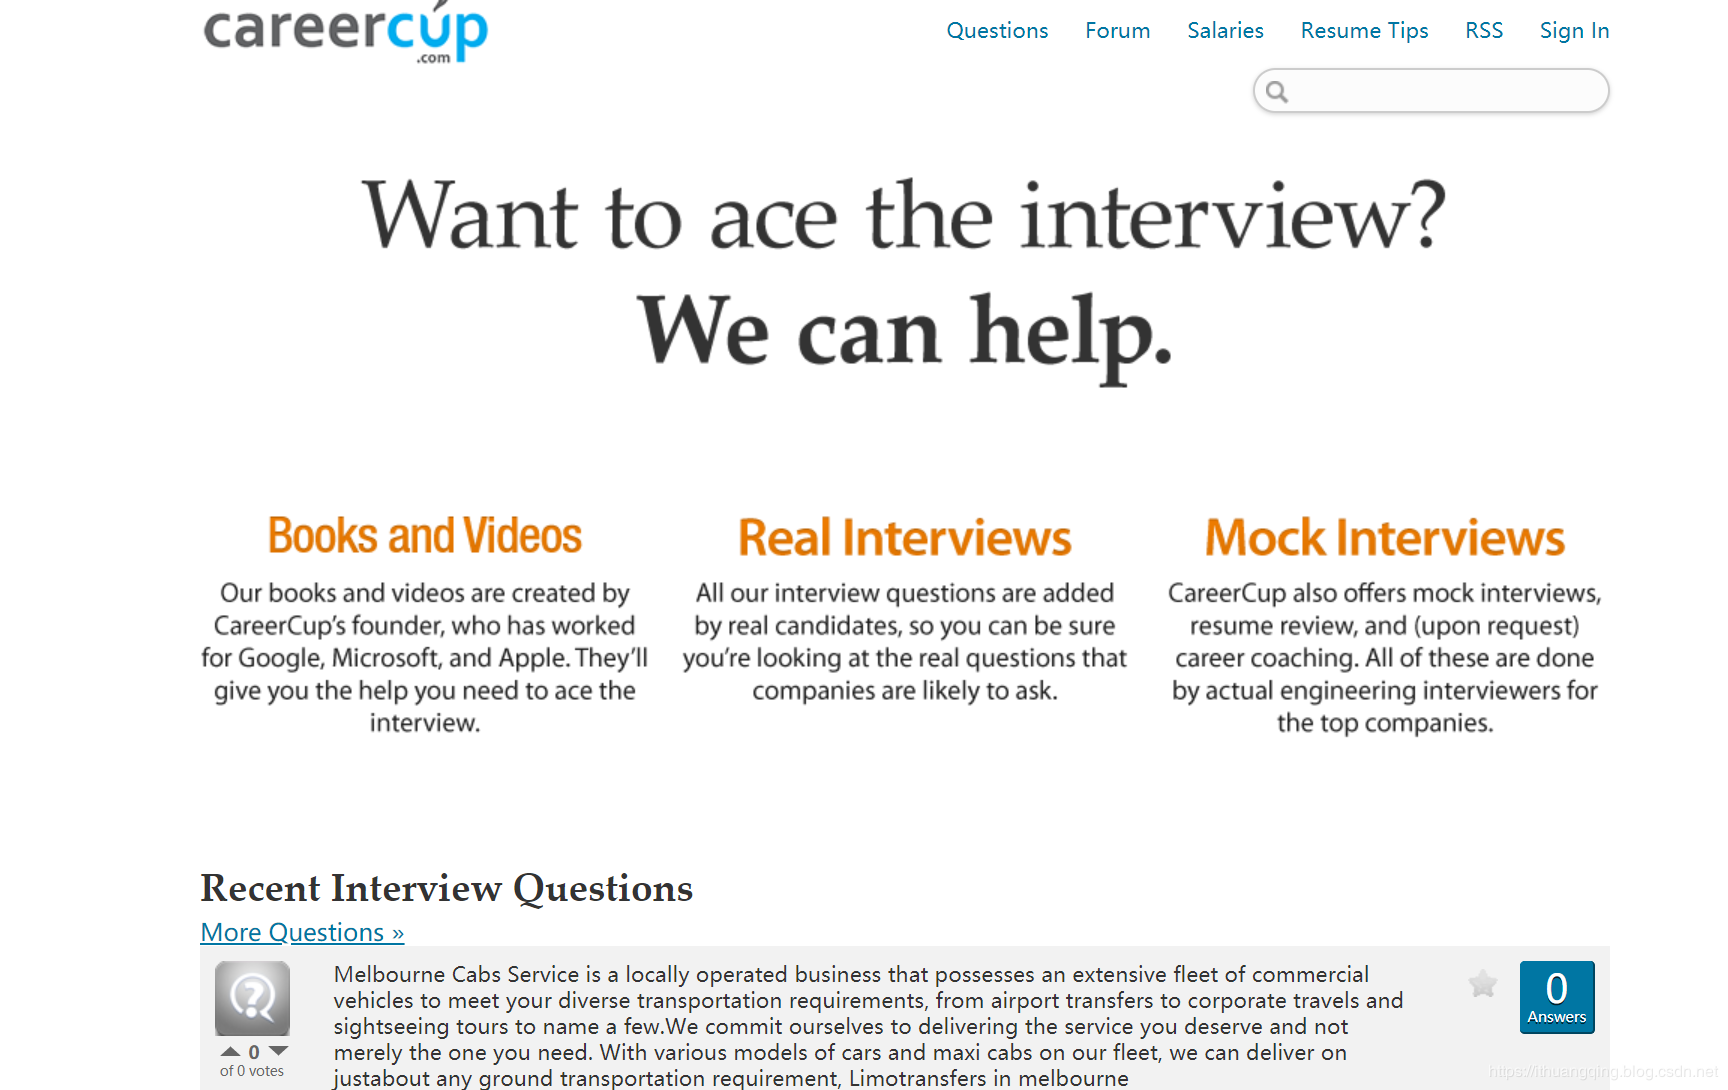 careercup
.com
Questions Forum Salaries Resume Tips RSS Sign In
Want to ace the interview?
We can help.
Books and Videos
Our books and videos are created by
CareerCup's founder, who has worked
for Google, Microsoft, and Apple. They'll
give you the help you need to ace the
interview.
Real Interviews
All our interview questions are added
by real candidates, so you can be sure
you're looking at the real questions that
companies are likely to ask.
Mock Interviews
CareerCup also offers mock interviews,
resume review, and (upon request)
career coaching. All of these are done
by actual engineering interviewers for
the top companies.
Recent Interview Questions
More Questions »
0
of 0 votes
Melbourne Cabs Service is a locally operated business that possesses an extensive fleet of commercial
vehicles to meet your diverse transportation requirements, from airport transfers to corporate travels and
sightseeing tours to name a few.We commit ourselves to delivering the service you deserve and not
merely the one you need. With various models of cars and maxi cabs on our fleet, we can deliver on
justabout any ground transportation requirement, Limotransfers in melbourne
0
Answers
https://ithuangqing.blog.csdn.net